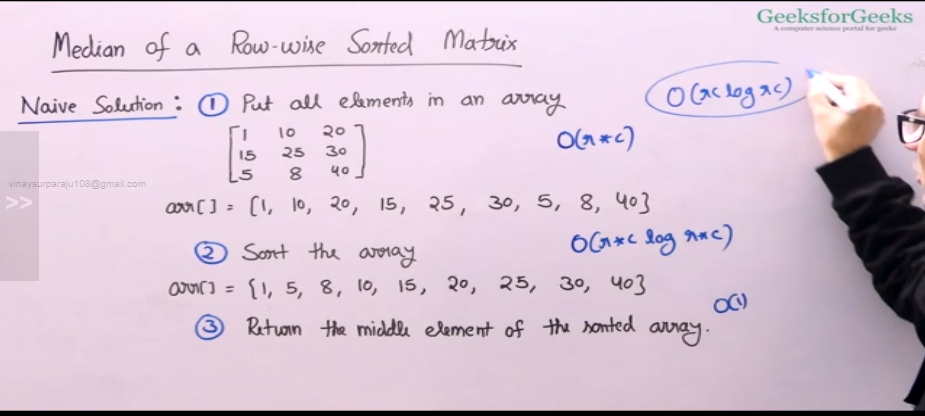 GeeksforGeeks
A computer science portal for geeks
Median of a Row-wise Sorted Matrix
Naive Solution: ① Put all elements in an array
O(rc log rc)
O(r*c)
[1 10 20
15 25 30
5 8 40]
vinaysurparaju108@gmail.com
>>
arr[] = {1, 10, 20, 15, 25, 30, 5, 8, 40}
② Sort the array
O(r*c log r*c)
arr[] = {1, 5, 8, 10, 15, 20, 25, 30, 40}
③ Return the middle element of the sorted array.
O(1)